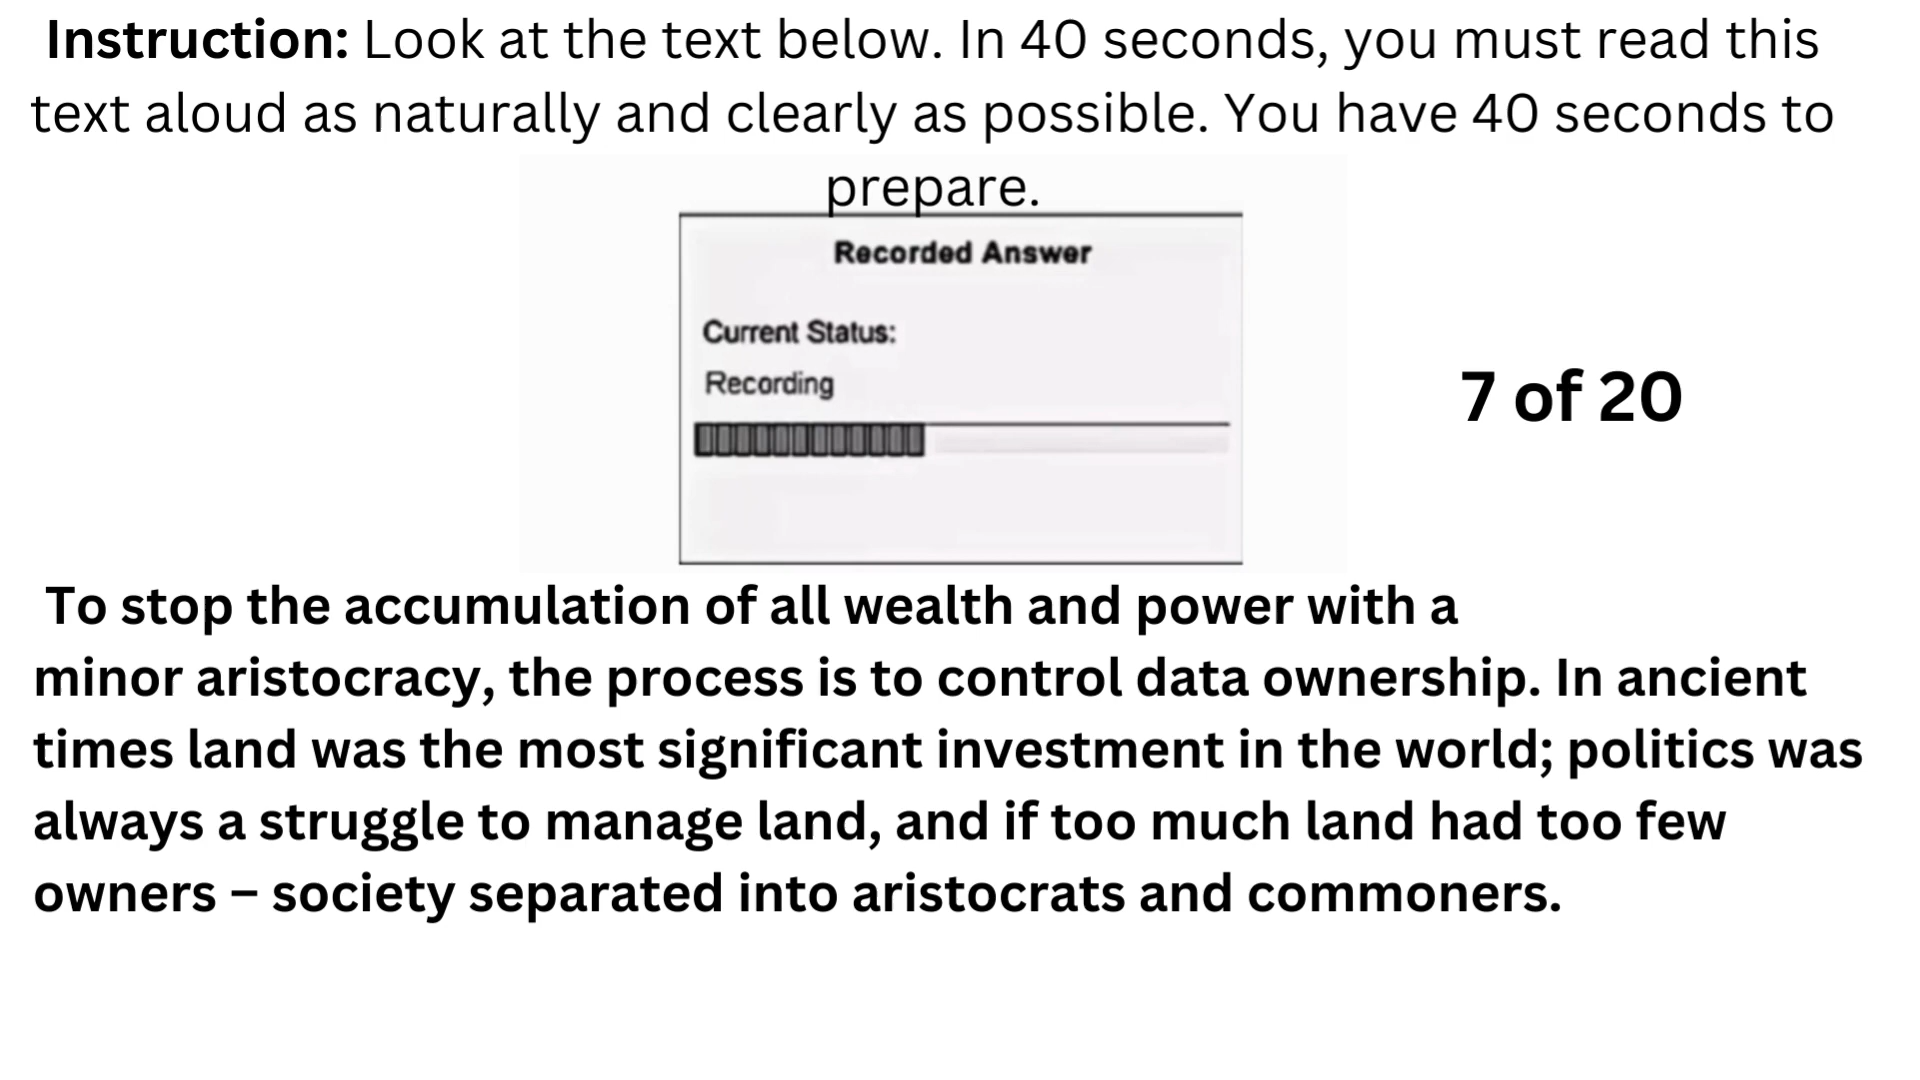 Instruction: Look at the text below. In 40 seconds, you must read this
text aloud as naturally and clearly as possible. You have 40 seconds to
prepare.
Recorded Answer
Current Status:
Recording
7 of 20
To stop the accumulation of all wealth and power with a
minor aristocracy, the process is to control data ownership. In ancient
times land was the most significant investment in the world; politics was
always a struggle to manage land, and if too much land had too few
owners – society separated into aristocrats and commoners.